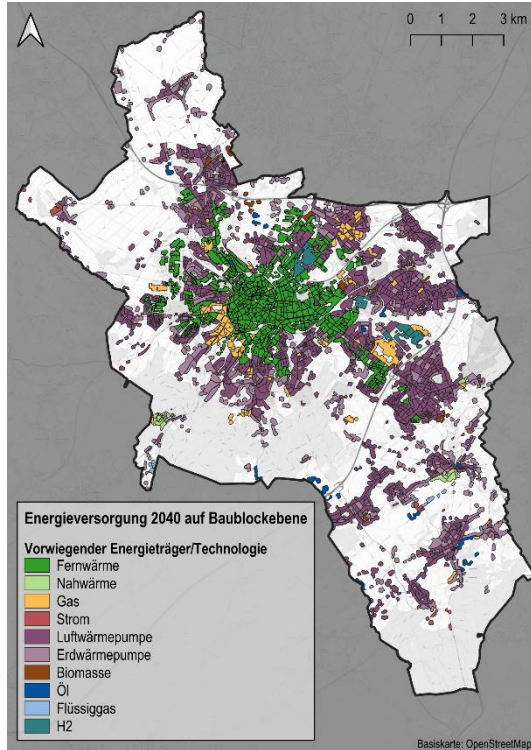 0 1 2 3 km
Energieversorgung 2040 auf Baublockebene
Vorwiegender Energieträger/Technologie
Fernwärme
Nahwärme
Gas
Strom
Luftwärmepumpe
Erdwärmepumpe
Biomasse
Öl
Flüssiggas
H2
Basiskarte: OpenStreetMap